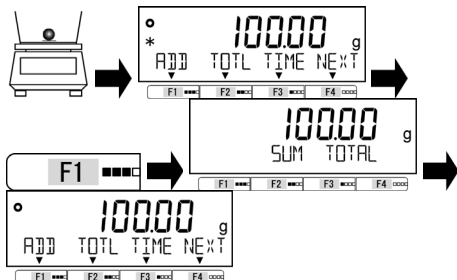 * 100.00 g
ADD TOTL TIME NEXT
F1 F2 F3 F4
100.00 g
SUM TOTAL
F1 F2 F3 F4
F1
100.00 g
ADD TOTL TIME NEXT
F1 F2 F3 F4